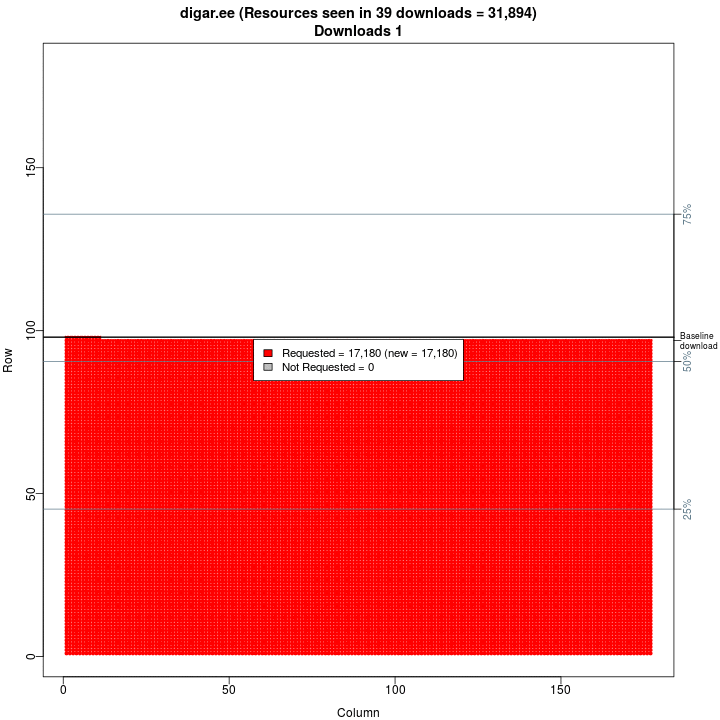 digar.ee (Resources seen in 39 downloads = 31,894)
Downloads 1
150
100
50
0
Row
75%
Baseline
download
50%
25%
Requested = 17,180 (new = 17,180)
Not Requested = 0
0
50
100
150
Column